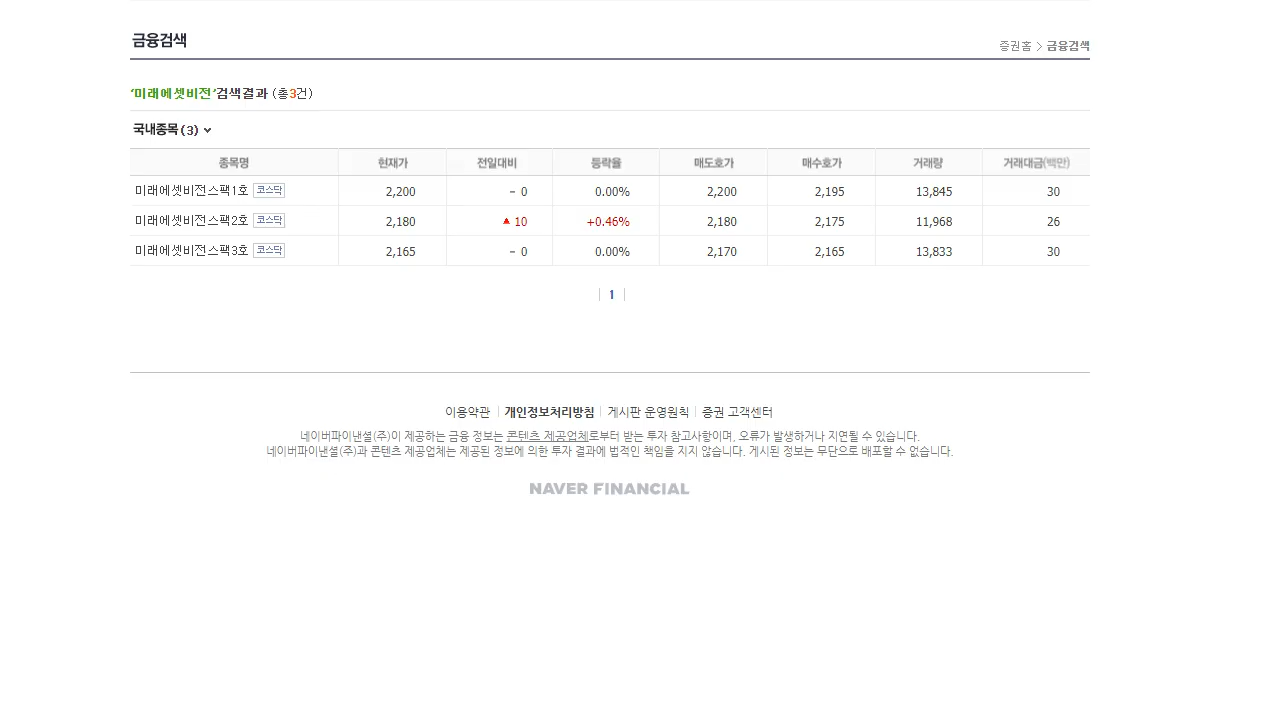 금융검색
증권홈 > 금융검색
'미래에셋비전'검색결과 (총3건)
국내종목(3)
종목명 현재가 전일대비 등락율 매도호가 매수호가 거래량 거래대금(백만)
미래에셋비전스팩1호 코스닥 2,200 - 0 0.00% 2,200 2,195 13,845 30
미래에셋비전스팩2호 코스닥 2,180 ▲ 10 +0.46% 2,180 2,175 11,968 26
미래에셋비전스팩3호 코스닥 2,165 - 0 0.00% 2,170 2,165 13,833 30
1
이용약관 | 개인정보처리방침 | 게시판 운영원칙 | 증권 고객센터
네이버파이낸셜(주)이 제공하는 금융 정보는 콘텐츠 제공업체로부터 받는 투자 참고사항이며, 오류가 발생하거나 지연될 수 있습니다.
네이버파이낸셜(주)과 콘텐츠 제공업체는 제공된 정보에 의한 투자 결과에 법적인 책임을 지지 않습니다. 게시된 정보는 무단으로 배포할 수 없습니다.
NAVER FINANCIAL